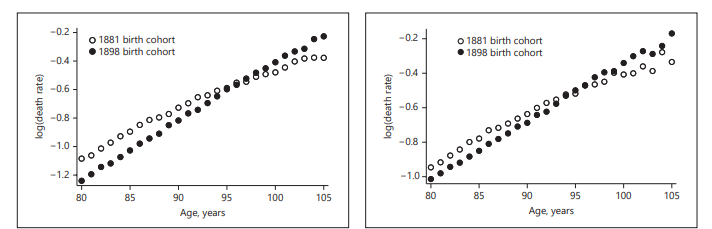 1881 birth cohort
1898 birth cohort
log(death rate)
−0.2
−0.4
−0.6
−0.8
−1.0
−1.2
80
85
90
95
100
105
Age, years
1881 birth cohort
1898 birth cohort
log(death rate)
−0.2
−0.4
−0.6
−0.8
−1.0
80
85
90
95
100
105
Age, years